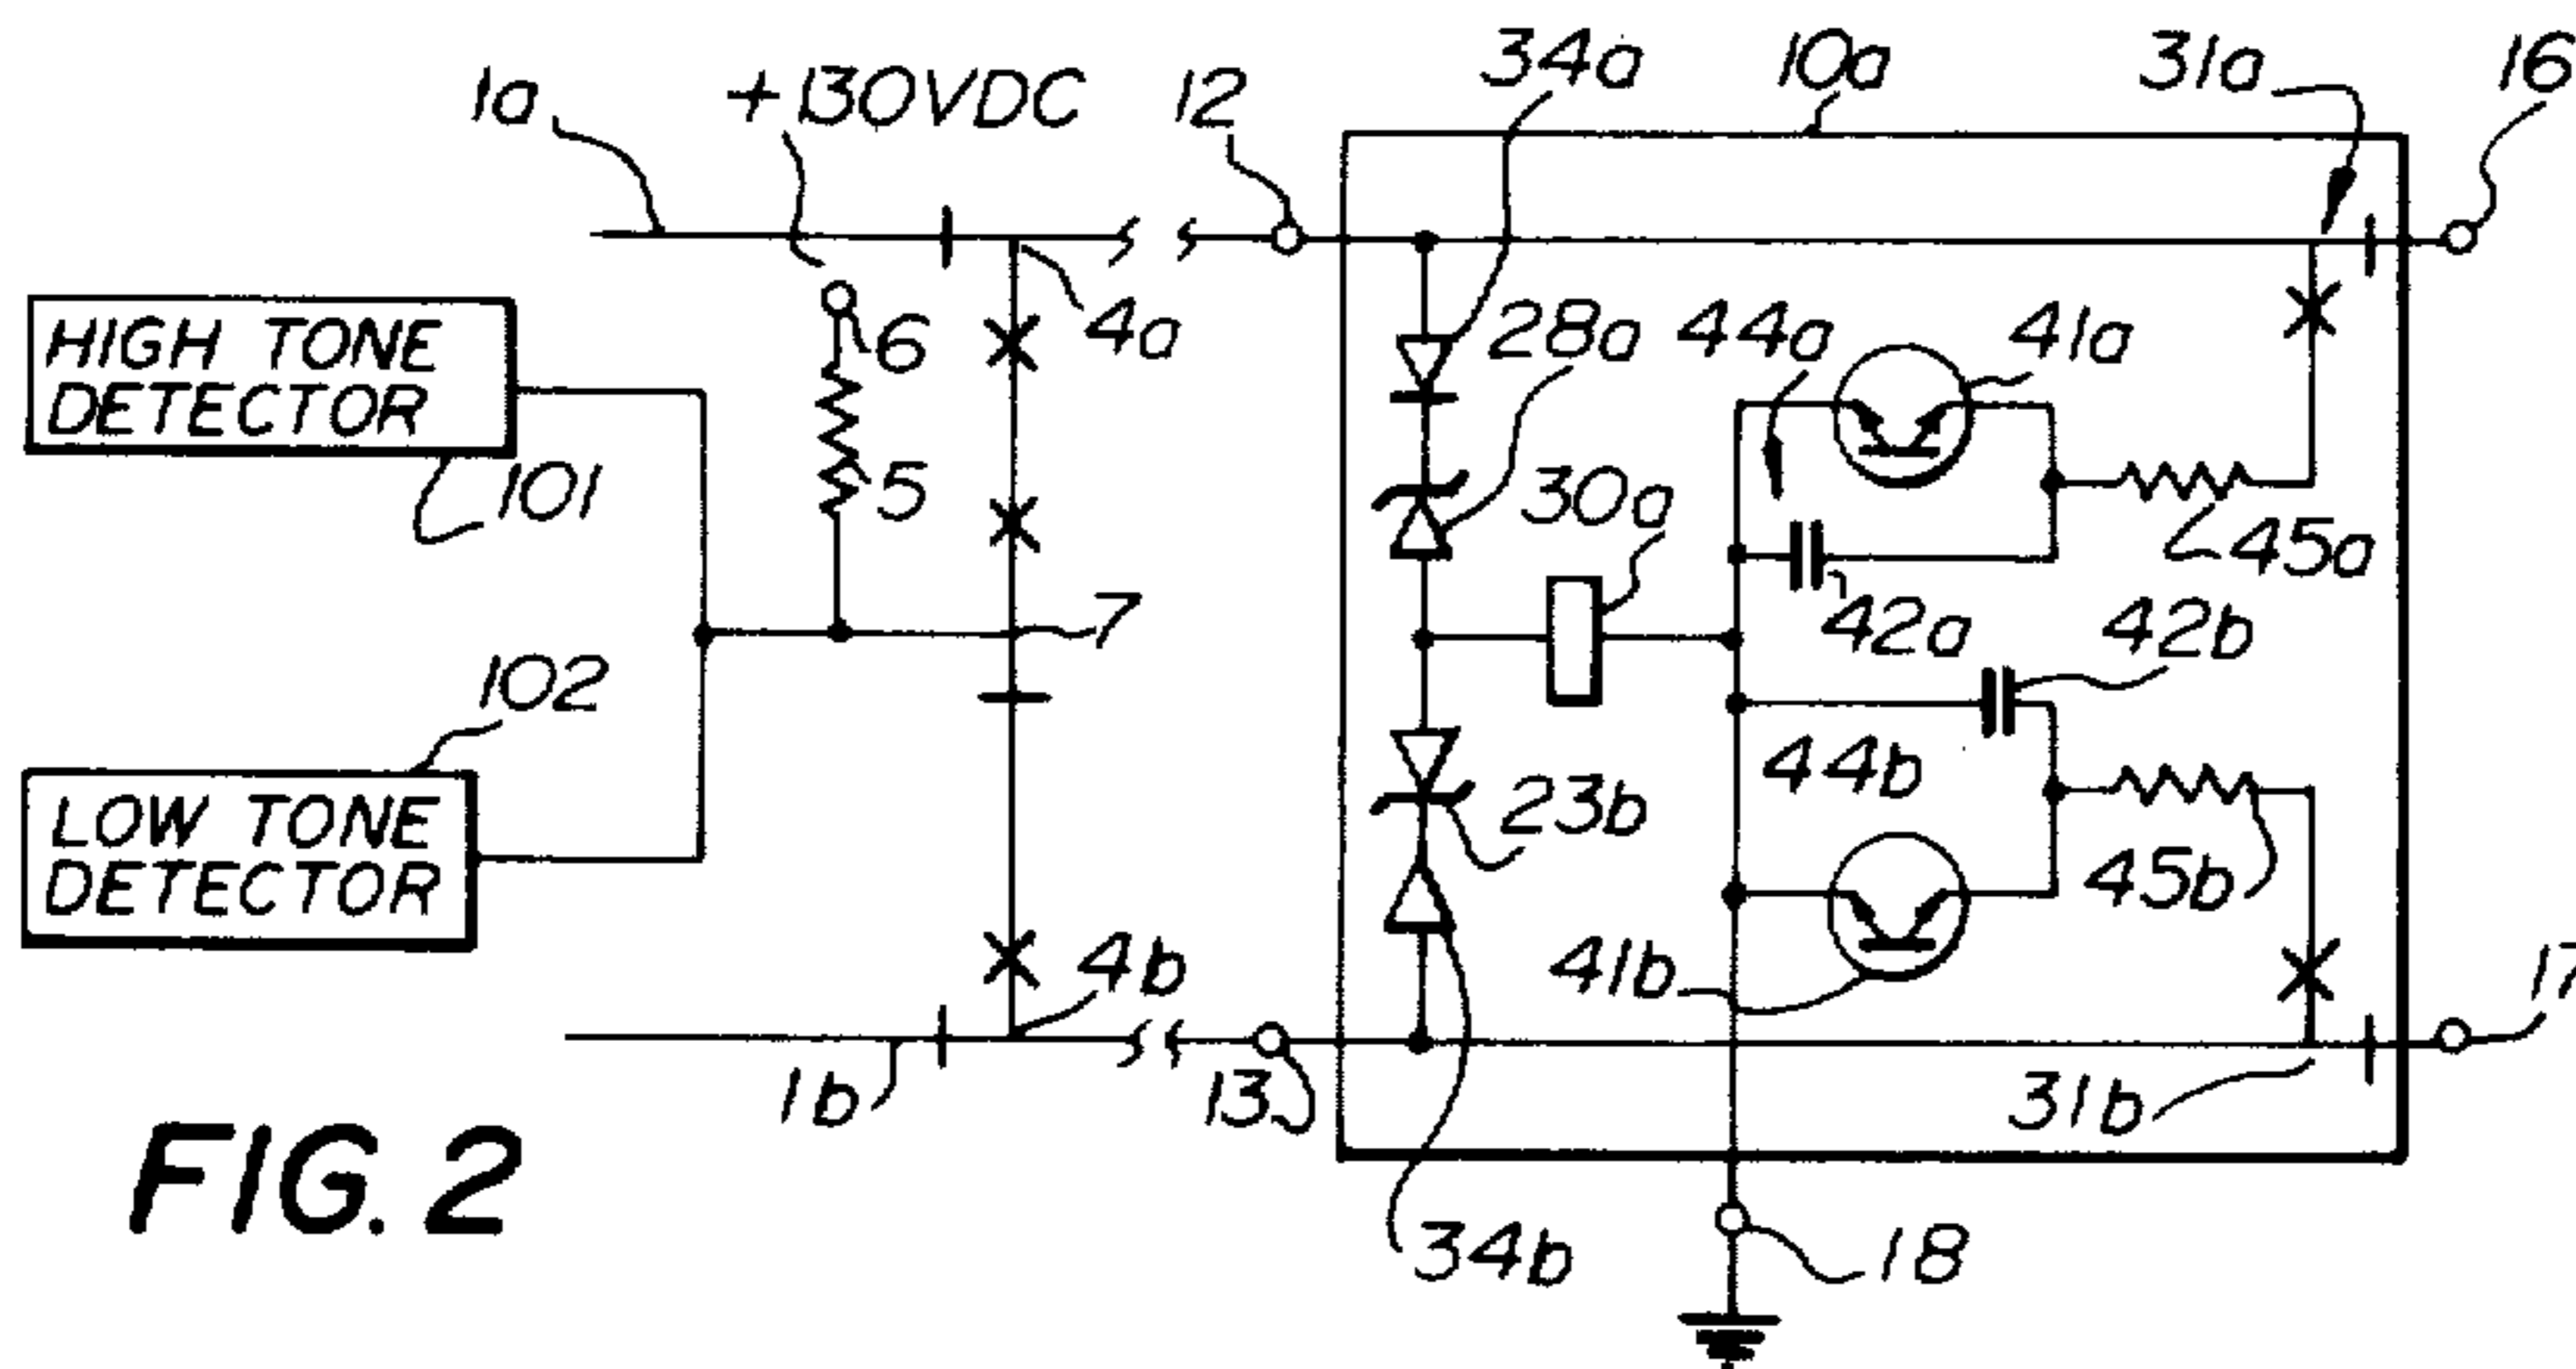 1a
+130VDC
12
34a
10a
31a
16
HIGH TONE
DETECTOR
101
6
5
4a
28a
44a
41a
30a
45a
7
42a
42b
102
LOW TONE
DETECTOR
44b
23b
45b
41b
4b
17
1b
13
31b
34b
18
FIG. 2